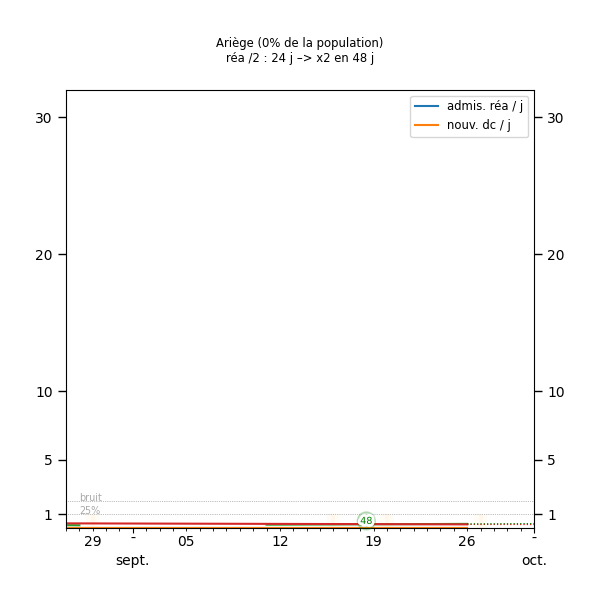 Ariège (0% de la population)
réa /2 : 24 j –> x2 en 48 j
admis. réa / j
nouv. dc / j
30 30
20 20
10 10
5 5
bruit
25%
1 1
48
29 - 05 12 19 26 -
sept. oct.